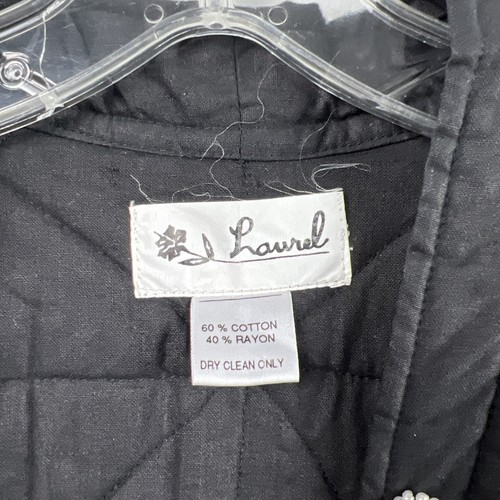 J Laurel
60 % COTTON
40 % RAYON
DRY CLEAN ONLY